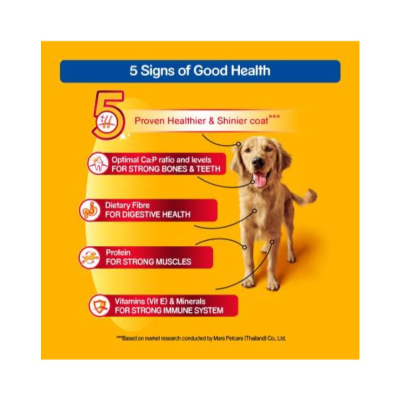 5 Signs of Good Health
5 Proven Healthier & Shinier coat***
Optimal Ca:P ratio and levels
FOR STRONG BONES & TEETH
Dietary Fibre
FOR DIGESTIVE HEALTH
Protein
FOR STRONG MUSCLES
Vitamins (Vit E) & Minerals
FOR STRONG IMMUNE SYSTEM
***Based on market research conducted by Mars Petcare (Thailand) Co., Ltd.